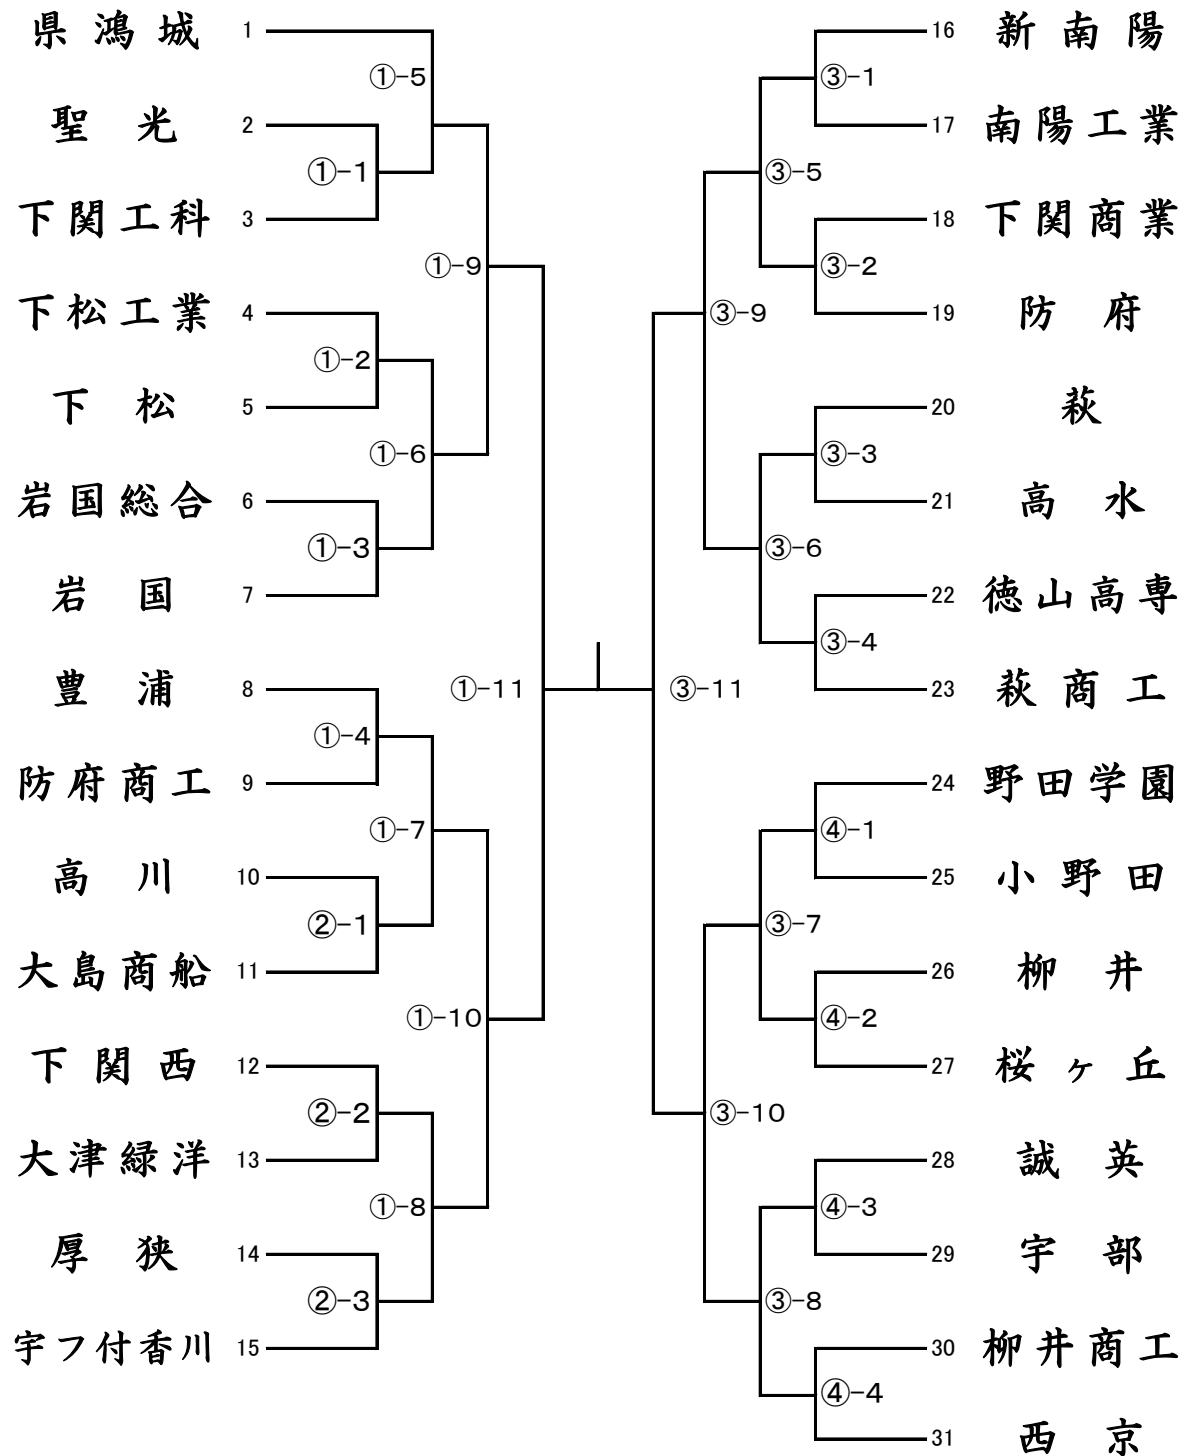 県鴻城 1
①-5
聖光 2
①-1
下関工科 3
①-9
下松工業 4
①-2
下松 5
①-6
岩国総合 6
①-3
岩国 7
①-11
豊浦 8
①-4
防府商工 9
①-7
高川 10
②-1
大島商船 11
①-10
下関西 12
②-2
大津緑洋 13
①-8
厚狭 14
②-3
宇フ付香川 15
16 新南陽
③-1
17 南陽工業
③-5
18 下関商業
③-2
19 防府
③-9
20 萩
③-3
21 高水
③-6
22 徳山高専
③-4
23 萩商工
③-11
24 野田学園
④-1
25 小野田
③-7
26 柳井
④-2
27 桜ヶ丘
③-10
28 誠英
④-3
29 宇部
③-8
30 柳井商工
④-4
31 西京